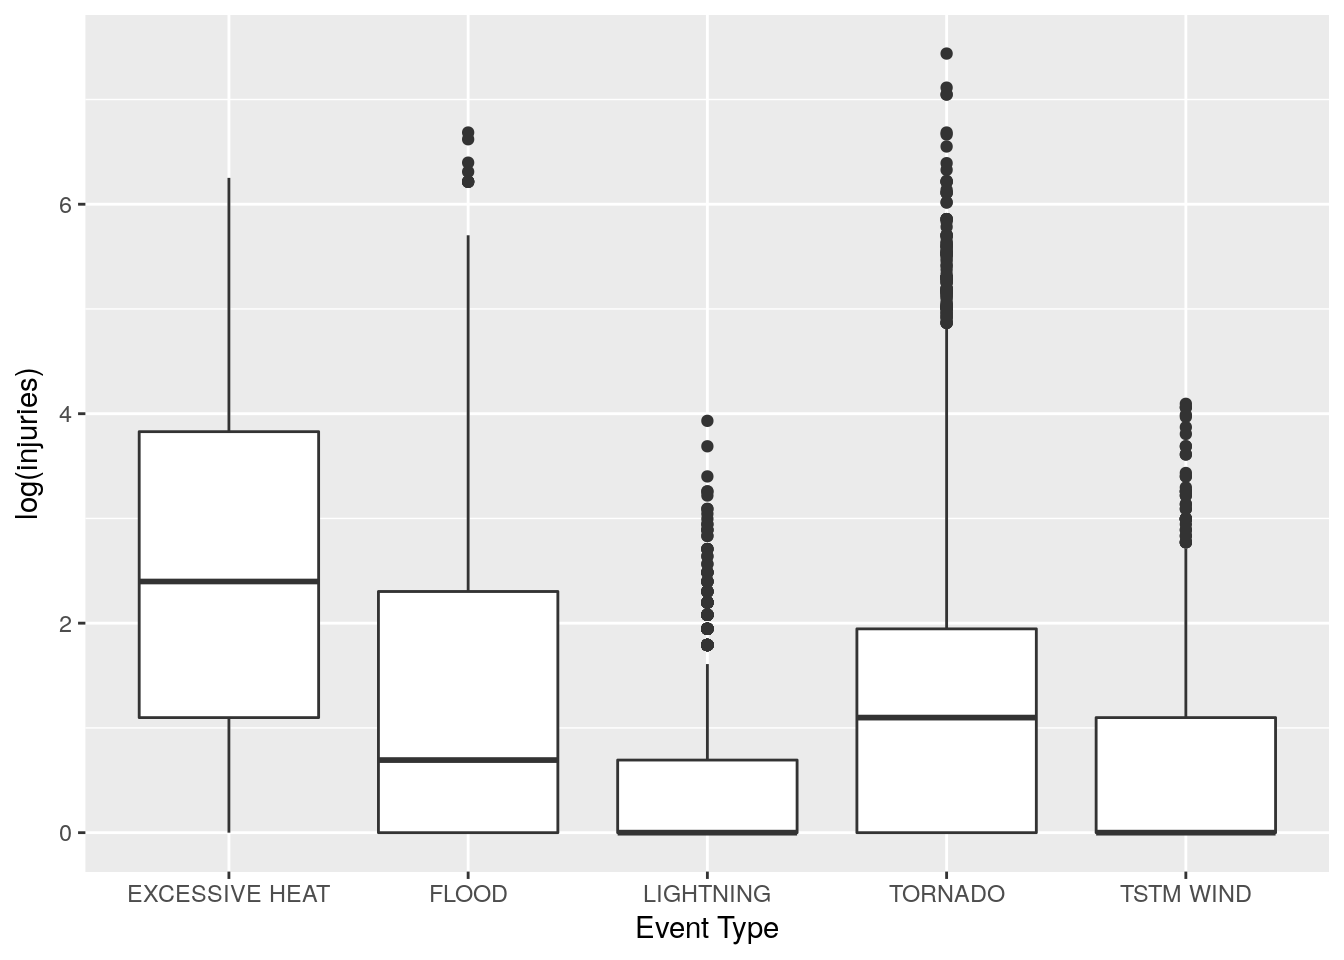 log(injuries)
6
4
2
0
EXCESSIVE HEAT
FLOOD
LIGHTNING
TORNADO
TSTM WIND
Event Type